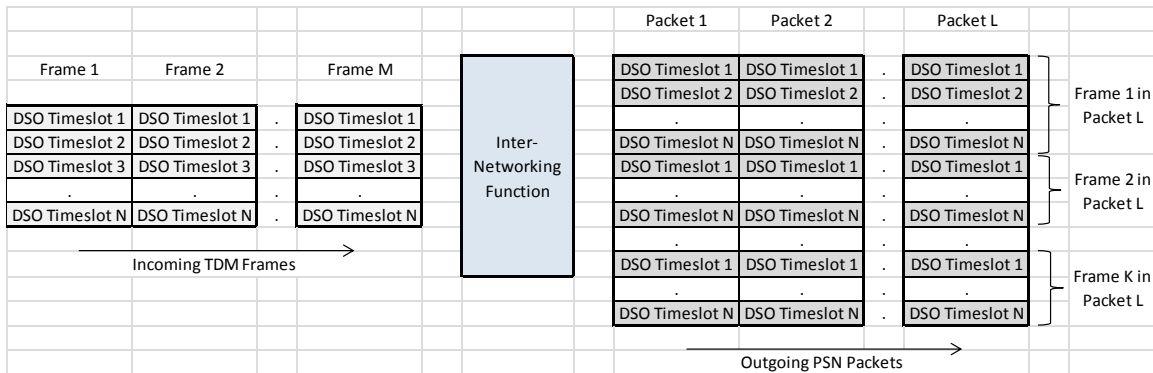 Packet 1 Packet 2 Packet L
Frame 1 Frame 2 Frame M
DSO Timeslot 1 DSO Timeslot 1 . DSO Timeslot 1
DSO Timeslot 2 DSO Timeslot 2 . DSO Timeslot 2
DSO Timeslot 3 DSO Timeslot 3 . DSO Timeslot 3
. . . .
DSO Timeslot N DSO Timeslot N . DSO Timeslot N
Incoming TDM Frames
Inter-
Networking
Function
DSO Timeslot 1 DSO Timeslot 1 . DSO Timeslot 1
DSO Timeslot 2 DSO Timeslot 2 . DSO Timeslot 2
. . . .
DSO Timeslot N DSO Timeslot N . DSO Timeslot N
DSO Timeslot 1 DSO Timeslot 1 . DSO Timeslot 1
. . . .
DSO Timeslot N DSO Timeslot N . DSO Timeslot N
. . . .
DSO Timeslot 1 DSO Timeslot 1 . DSO Timeslot 1
. . . .
DSO Timeslot N DSO Timeslot N . DSO Timeslot N
Frame 1 in
Packet L
Frame 2 in
Packet L
Frame K in
Packet L
Outgoing PSN Packets